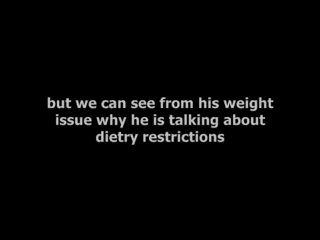 but we can see from his weight
issue why he is talking about
dietry restrictions